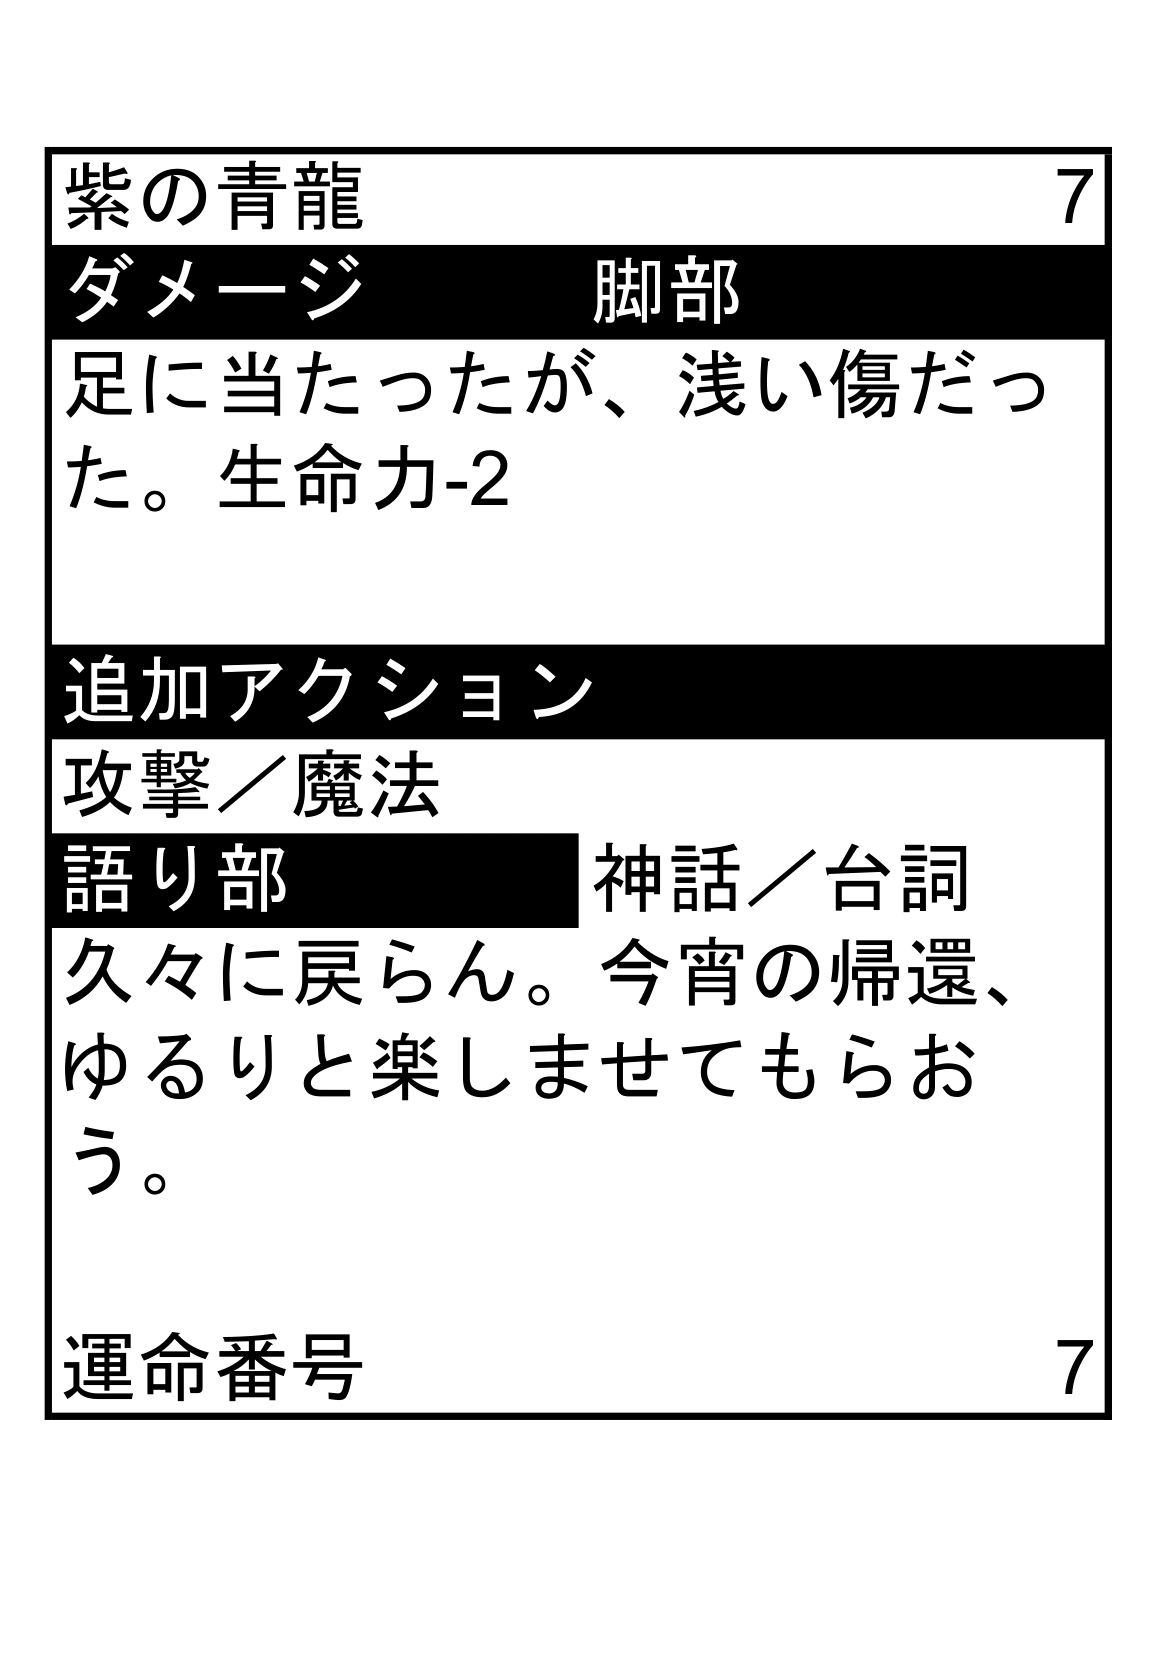 紫の青龍 7
ダメージ 脚部
足に当たったが、浅い傷だっ
た。生命力-2
追加アクション
攻撃／魔法
語り部 神話／台詞
久々に戻らん。今宵の帰還、
ゆるりと楽しませてもらお
う。
運命番号 7